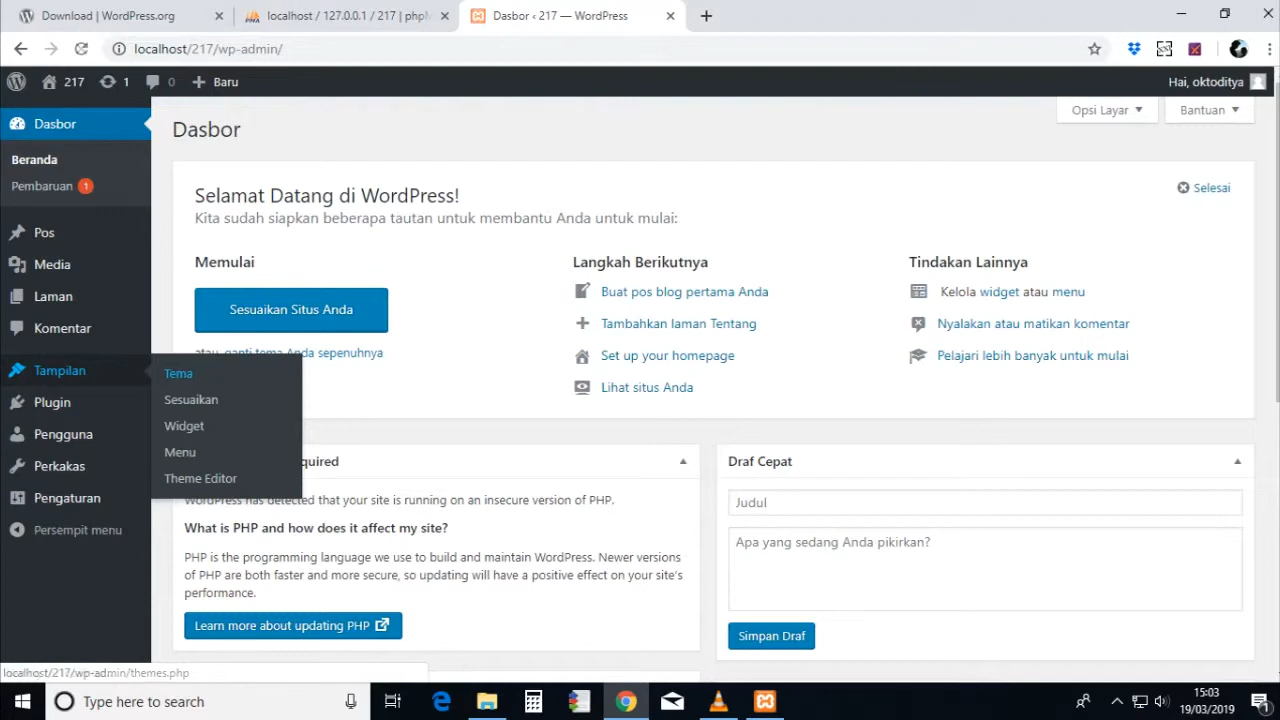 Download | WordPress.org
localhost / 127.0.0.1 / 217 | phpM
Dasbor ‹ 217 — WordPress
localhost/217/wp-admin/
217
1
0
Baru
Hai, oktoditya
Dasbor
Beranda
Pembaruan 1
Pos
Media
Laman
Komentar
Tampilan
Plugin
Pengguna
Perkakas
Pengaturan
Persempit menu
Tema
Sesuaikan
Widget
Menu
Theme Editor
Opsi Layar
Bantuan
Dasbor
Selamat Datang di WordPress!
Selesai
Kita sudah siapkan beberapa tautan untuk membantu Anda untuk mulai:
Memulai
Sesuaikan Situs Anda
atau, ganti tema Anda sepenuhnya
Langkah Berikutnya
Buat pos blog pertama Anda
Tambahkan laman Tentang
Set up your homepage
Lihat situs Anda
Tindakan Lainnya
Kelola widget atau menu
Nyalakan atau matikan komentar
Pelajari lebih banyak untuk mulai
quired
WordPress has detected that your site is running on an insecure version of PHP.
What is PHP and how does it affect my site?
PHP is the programming language we use to build and maintain WordPress. Newer versions
of PHP are both faster and more secure, so updating will have a positive effect on your site's
performance.
Learn more about updating PHP
Draf Cepat
Judul
Apa yang sedang Anda pikirkan?
Simpan Draf
localhost/217/wp-admin/themes.php
Type here to search
15:03
19/03/2019
1